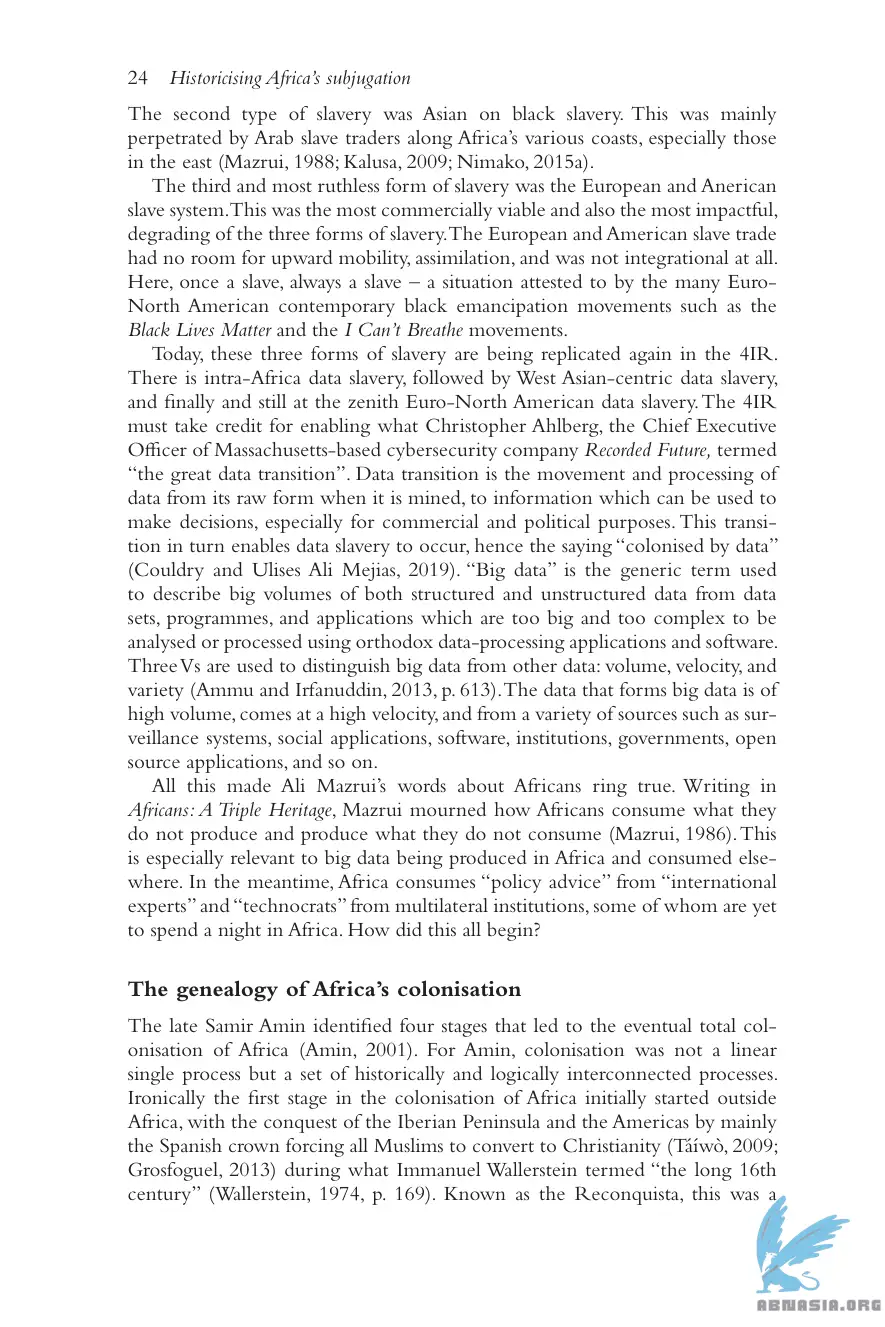 24 Historicising Africa's subjugation
The second type of slavery was Asian on black slavery. This was mainly
perpetrated by Arab slave traders along Africa's various coasts, especially those
in the east (Mazrui, 1988; Kalusa, 2009; Nimako, 2015a).
The third and most ruthless form of slavery was the European and Anerican
slave system. This was the most commercially viable and also the most impactful,
degrading of the three forms of slavery. The European and American slave trade
had no room for upward mobility, assimilation, and was not integrational at all.
Here, once a slave, always a slave – a situation attested to by the many Euro-
North American contemporary black emancipation movements such as the
Black Lives Matter and the I Can't Breathe movements.
Today, these three forms of slavery are being replicated again in the 4IR.
There is intra-Africa data slavery, followed by West Asian-centric data slavery,
and finally and still at the zenith Euro-North American data slavery. The 4IR
must take credit for enabling what Christopher Ahlberg, the Chief Executive
Officer of Massachusetts-based cybersecurity company Recorded Future, termed
“the great data transition”. Data transition is the movement and processing of
data from its raw form when it is mined, to information which can be used to
make decisions, especially for commercial and political purposes. This transi-
tion in turn enables data slavery to occur, hence the saying “colonised by data”
(Couldry and Ulises Ali Mejias, 2019). “Big data” is the generic term used
to describe big volumes of both structured and unstructured data from data
sets, programmes, and applications which are too big and too complex to be
analysed or processed using orthodox data-processing applications and software.
Three Vs are used to distinguish big data from other data: volume, velocity, and
variety (Ammu and Irfanuddin, 2013, p. 613). The data that forms big data is of
high volume, comes at a high velocity, and from a variety of sources such as sur-
veillance systems, social applications, software, institutions, governments, open
source applications, and so on.
All this made Ali Mazrui's words about Africans ring true. Writing in
Africans: A Triple Heritage, Mazrui mourned how Africans consume what they
do not produce and produce what they do not consume (Mazrui, 1986). This
is especially relevant to big data being produced in Africa and consumed else-
where. In the meantime, Africa consumes “policy advice” from “international
experts” and “technocrats” from multilateral institutions, some of whom are yet
to spend a night in Africa. How did this all begin?
The genealogy of Africa's colonisation
The late Samir Amin identified four stages that led to the eventual total col-
onisation of Africa (Amin, 2001). For Amin, colonisation was not a linear
single process but a set of historically and logically interconnected processes.
Ironically the first stage in the colonisation of Africa initially started outside
Africa, with the conquest of the Iberian Peninsula and the Americas by mainly
the Spanish crown forcing all Muslims to convert to Christianity (Táíwò, 2009;
Grosfoguel, 2013) during what Immanuel Wallerstein termed “the long 16th
century” (Wallerstein, 1974, p. 169). Known as the Reconquista, this was a
ABNASIA.ORG